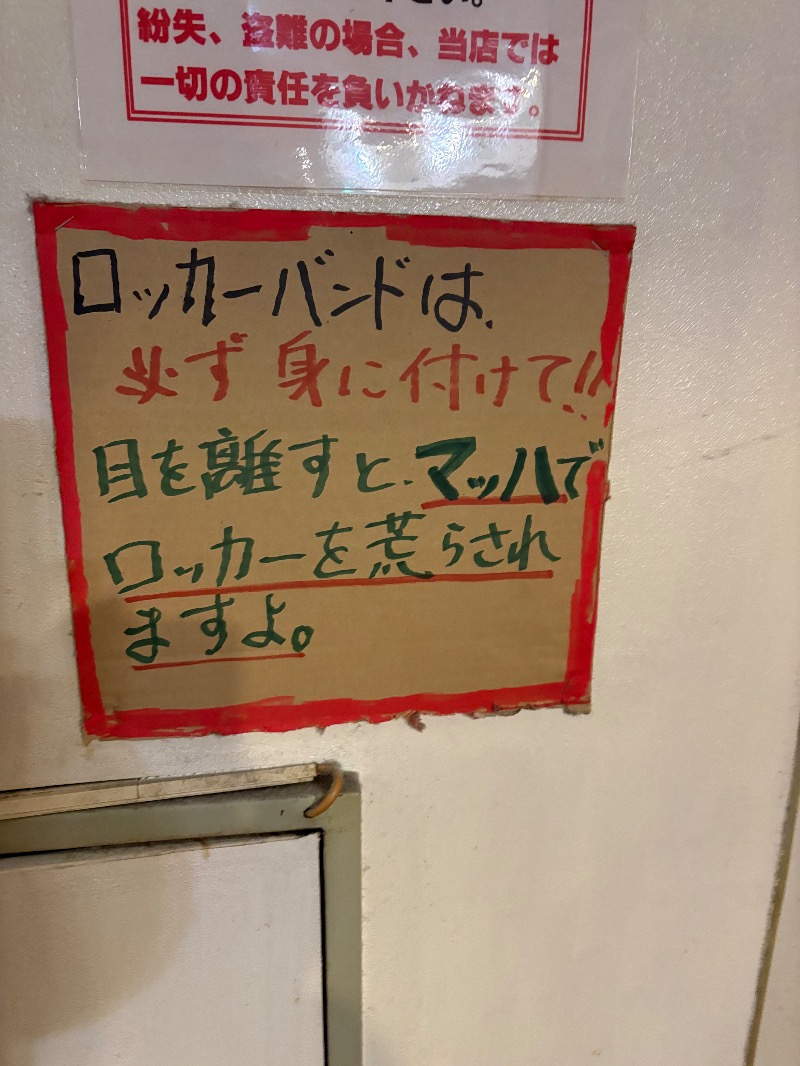 さい。
紛失、盗難の場合、当店では
一切の責任を負いかねます。
ロッカーバンドは、
必ず身に付けて!!
目を離すと、マッハで
ロッカーを荒らされ
ますよ。